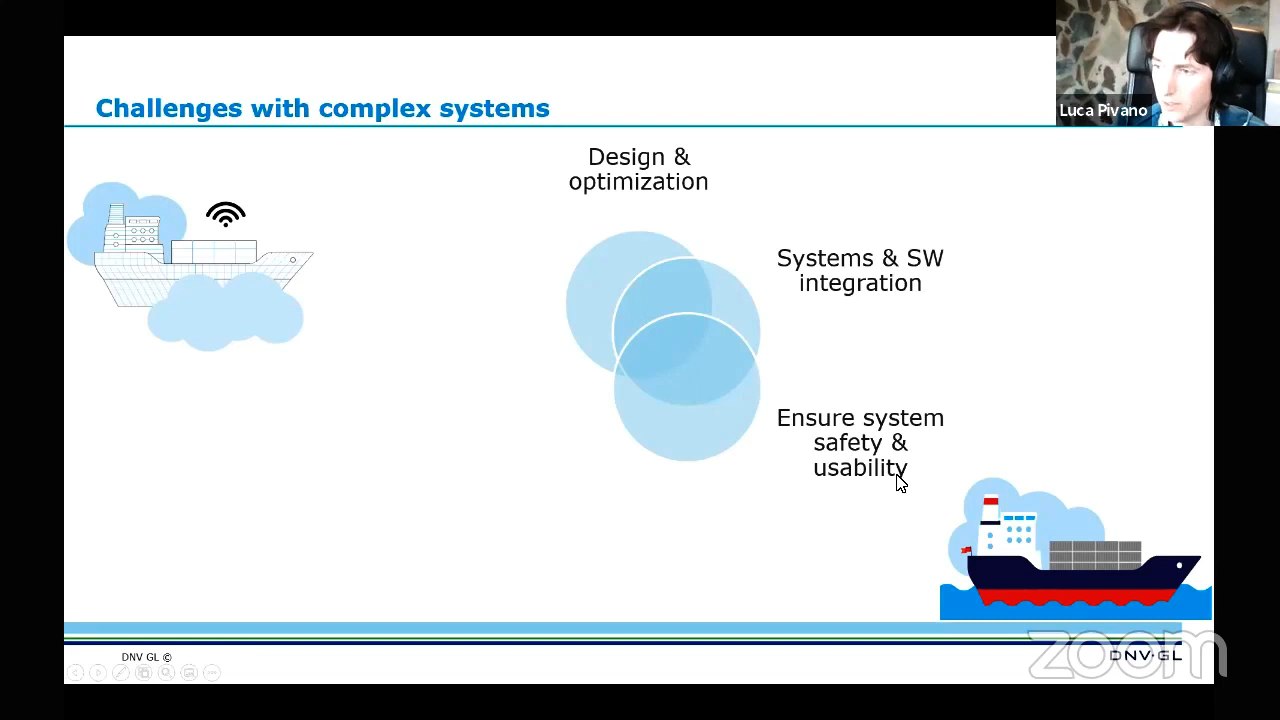 Luca Pivano
Challenges with complex systems
Design &
optimization
Systems & SW
integration
Ensure system
safety &
usability
DNV GL ©
DNV·GL
zoom